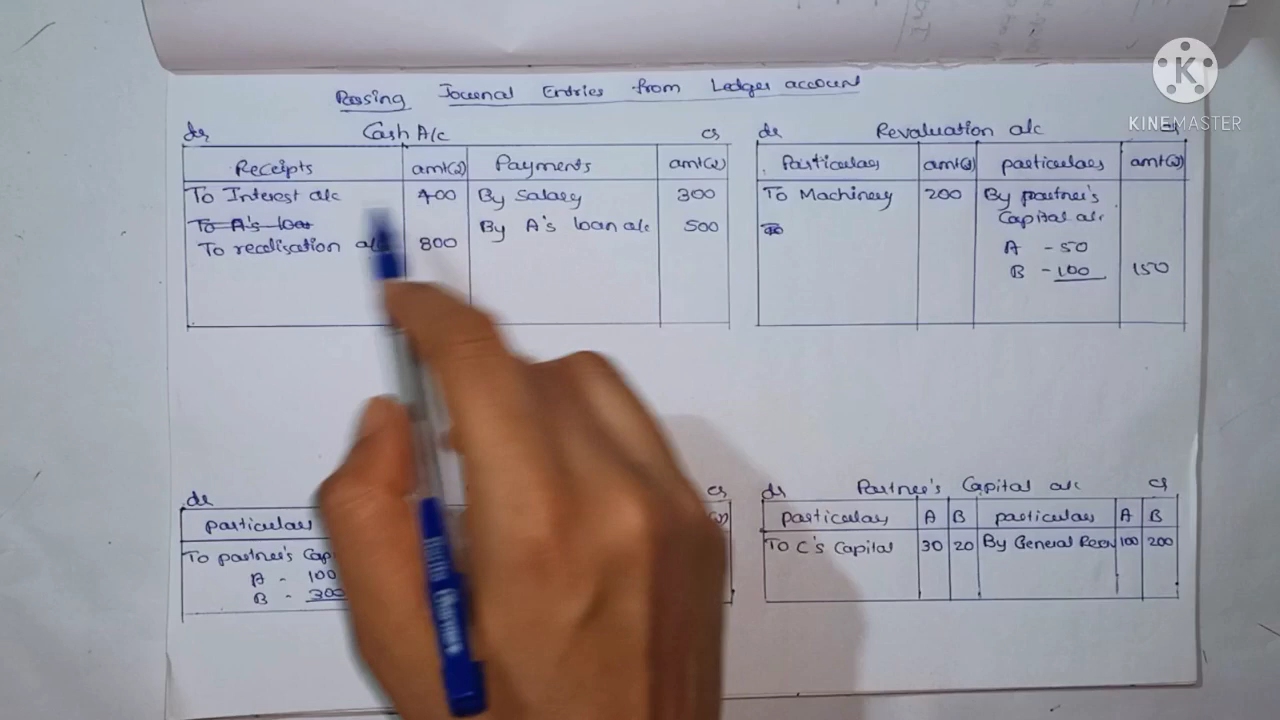 Passing Journal Entries from Ledger account
dr Cash A/c cr
Receipts amt(₹) Payments amt(₹)
To Interest a/c 400 By Salary 300
To A's loan
By A's loan a/c 500
To realisation a/c 800
dr Revaluation a/c cr
Particulars amt(₹) particulars amt(₹)
To Machinery 200 By partner's
Capital a/c
A - 50
B - 100 150
dr cr
particulars
To partner's Cap
A - 100
B - 300
dr Partner's Capital a/c cr
particulars A B particulars A B
To C's Capital 30 20 By General Reserv 100 200
K
KINEMASTER